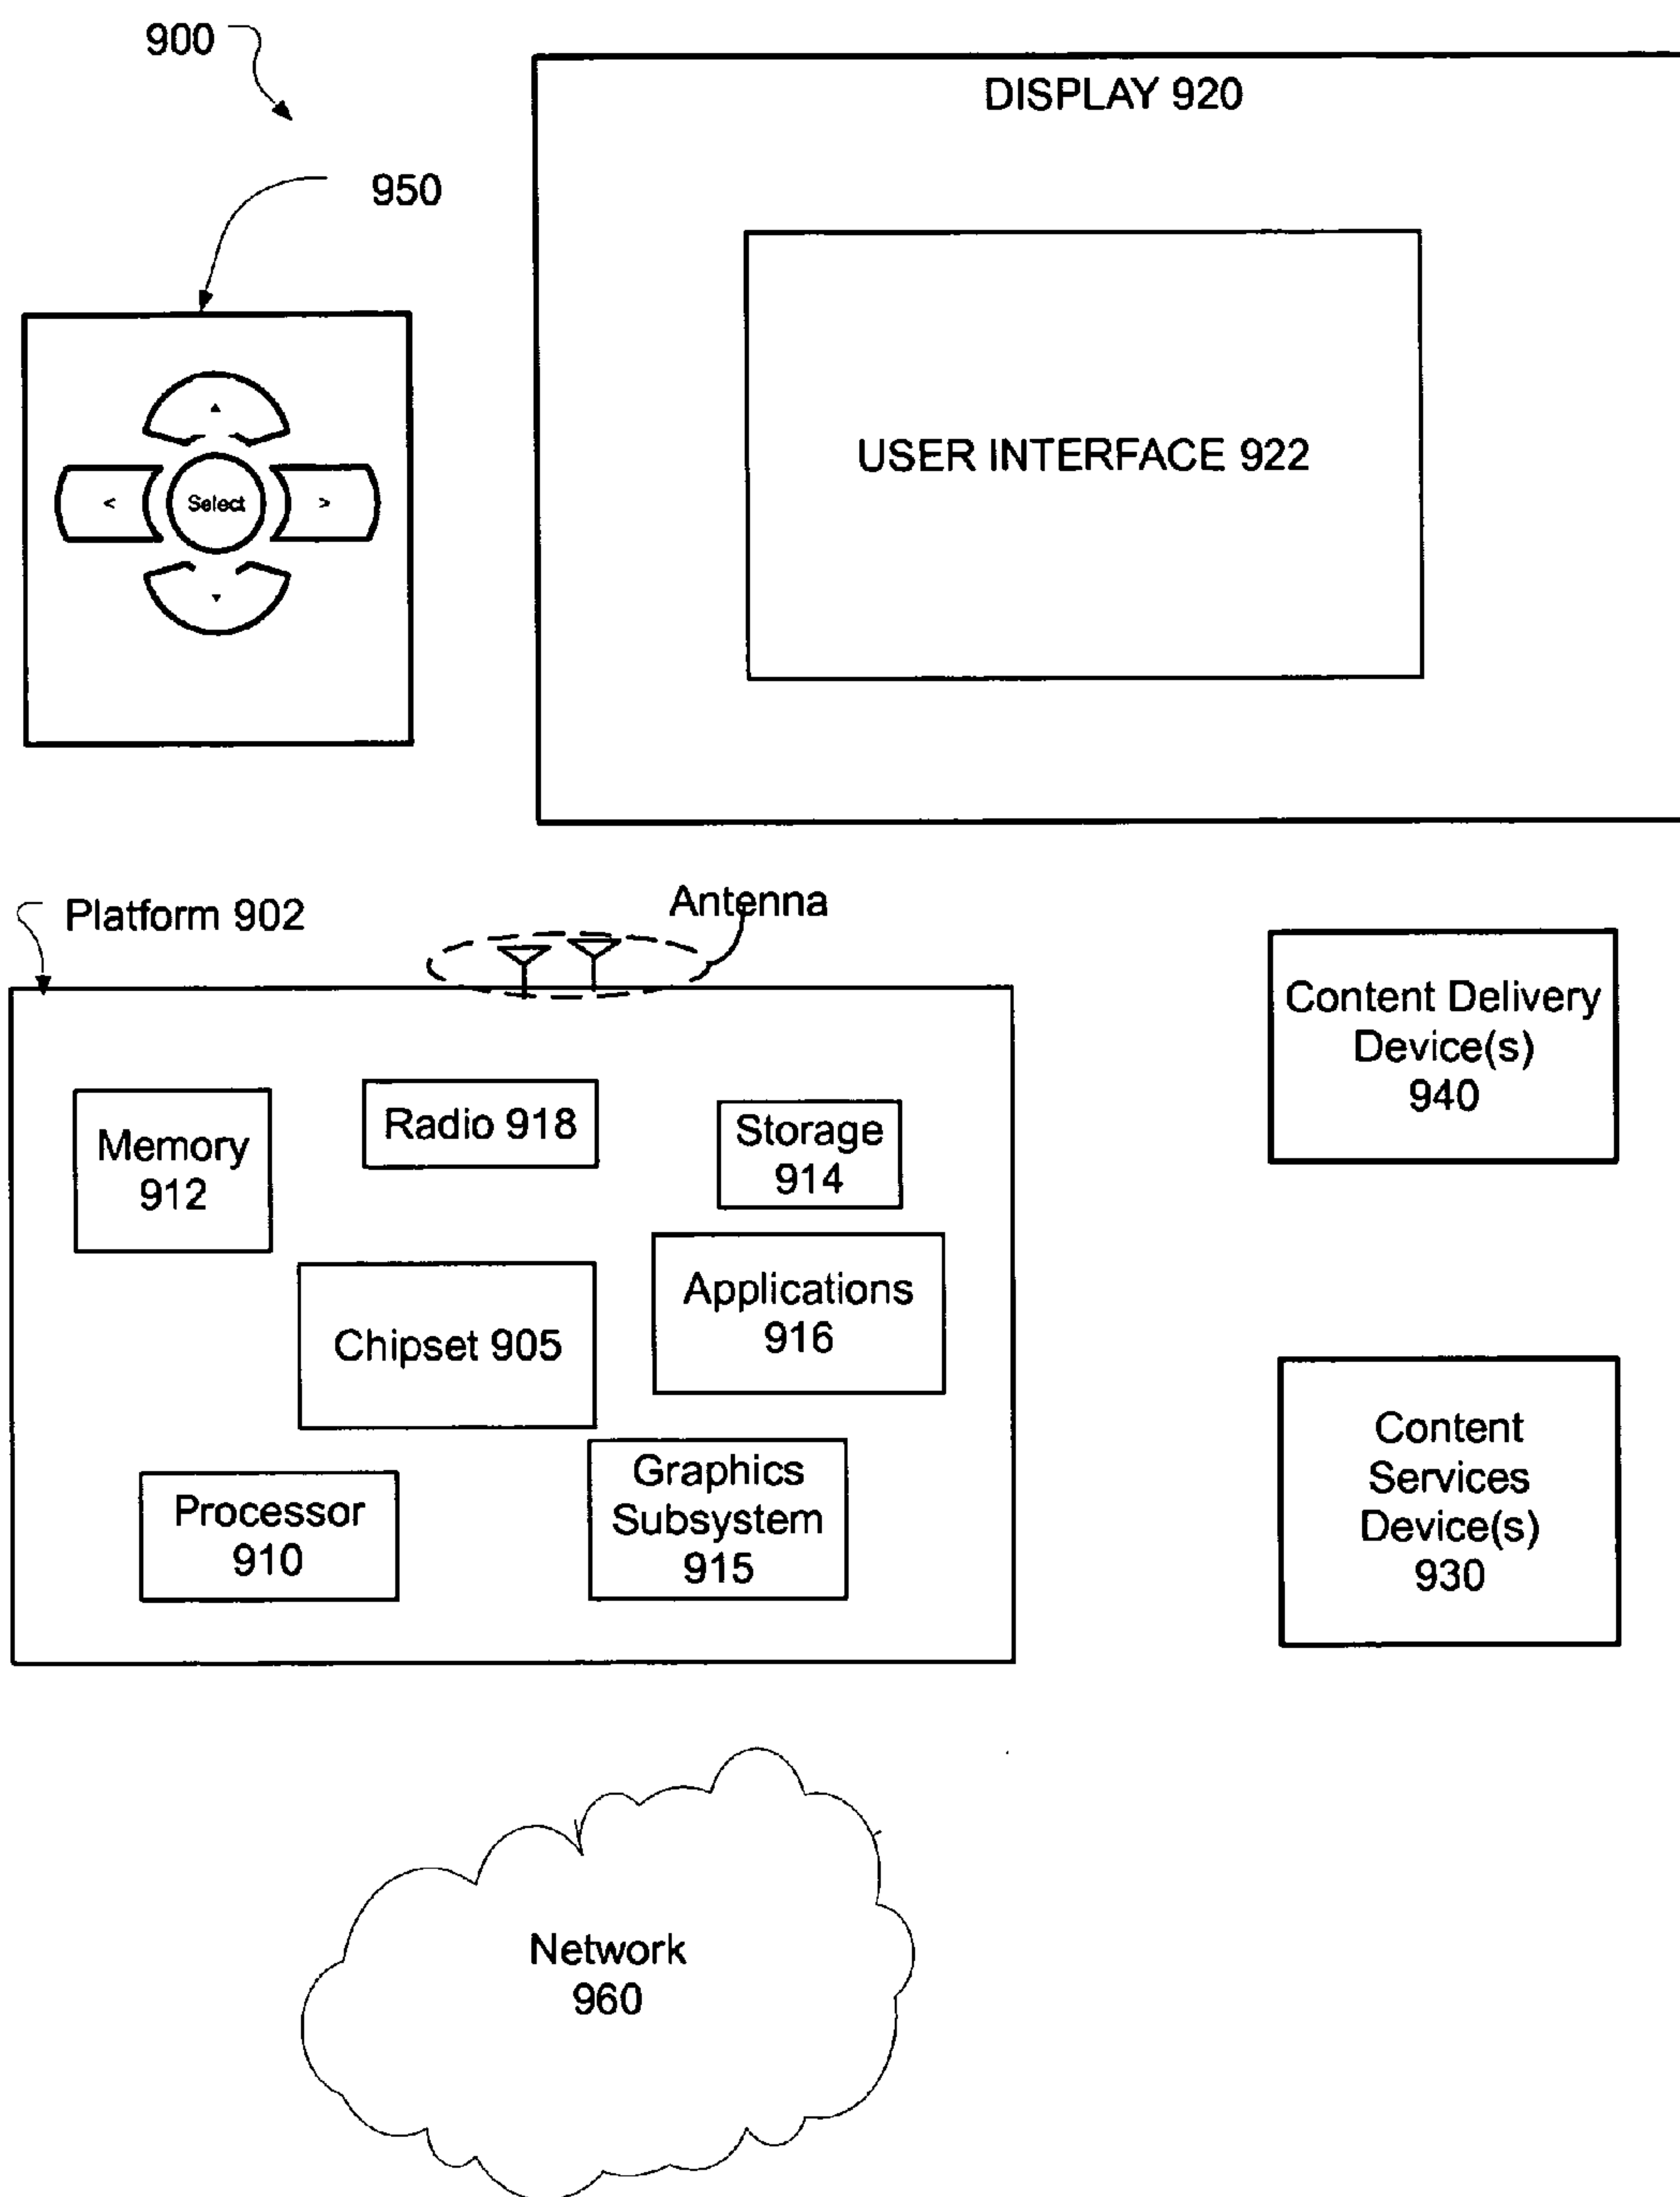 900
DISPLAY 920
950
USER INTERFACE 922
<
Select
>
Platform 902
Antenna
Memory
912
Radio 918
Storage
914
Chipset 905
Applications
916
Processor
910
Graphics
Subsystem
915
Content Delivery
Device(s)
940
Content
Services
Device(s)
930
Network
960